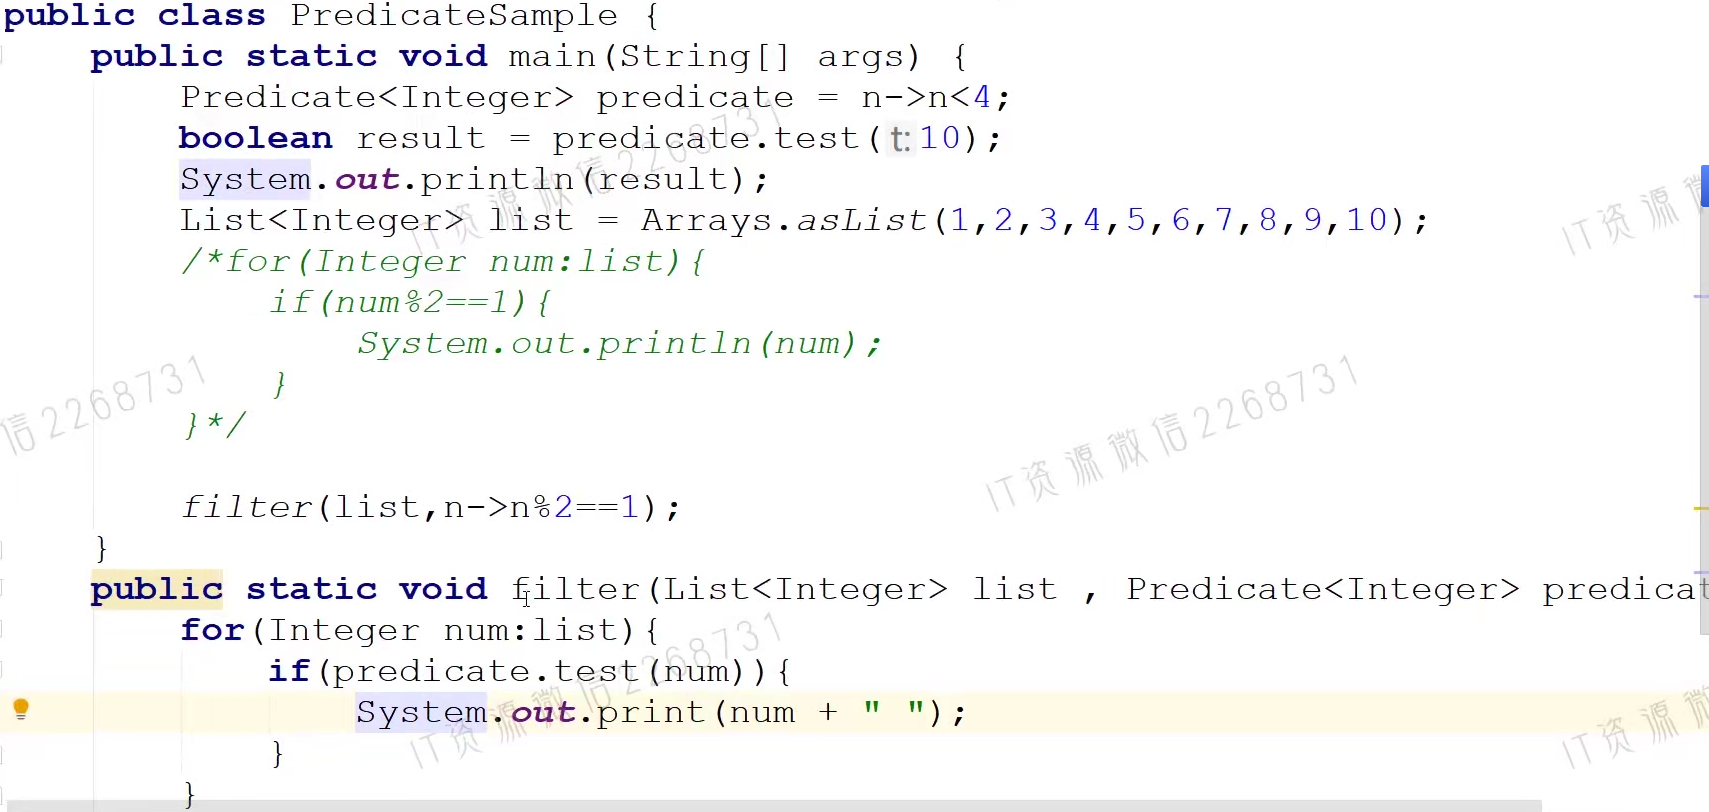 public class PredicateSample {
public static void main(String[] args) {
Predicate<Integer> predicate = n->n<4;
boolean result = predicate.test( t: 10);
System.out.println(result);
List<Integer> list = Arrays.asList(1,2,3,4,5,6,7,8,9,10);
/*for(Integer num:list){
if(num%2==1){
System.out.println(num);
}
}*/
filter(list,n->n%2==1);
}
public static void filter(List<Integer> list , Predicate<Integer> predicat
for(Integer num:list){
if(predicate.test(num)){
System.out.print(num + " ");
}
}
IT资源微信2268731
IT资源微
信2268731
IT资源微信2268731
IT资源微信2268731
IT资源微